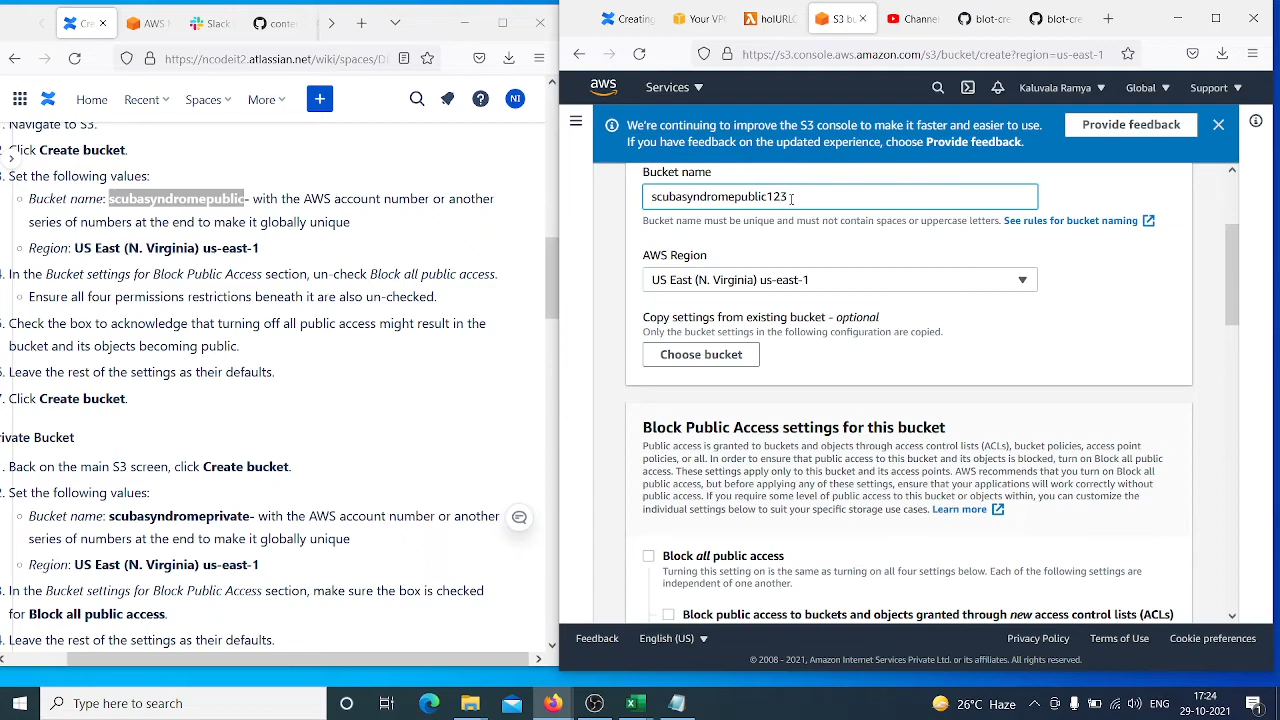 Cre
AWS
Slack
conter
https://ncodeit2.atlassian.net/wiki/spaces/DI
Home
Recent
Spaces
More
NI
. Navigate to S3.
Click Create bucket.
Set the following values:
Bucket name: scubasyndromepublic- with the AWS account number or another
series of numbers at the end to make it globally unique
Region: US East (N. Virginia) us-east-1
. In the Bucket settings for Block Public Access section, un-check Block all public access.
Ensure all four permissions restrictions beneath it are also un-checked.
. Check the box to acknowledge that turning off all public access might result in the
bucket and its objects becoming public.
. Leave the rest of the settings as their defaults.
. Click Create bucket.
rivate Bucket
. Back on the main S3 screen, click Create bucket.
. Set the following values:
Bucket name: scubasyndromeprivate- with the AWS account number or another
series of numbers at the end to make it globally unique
Region: US East (N. Virginia) us-east-1
. In the Bucket settings for Block Public Access section, make sure the box is checked
for Block all public access.
. Leave the rest of the settings as their defaults.
Creating
Your VP
holURLC
S3 bu
Channel
blot-cre
blot-cre
https://s3.console.aws.amazon.com/s3/bucket/create?region=us-east-1
aws
Services
Kaluvala Ramya
Global
Support
We're continuing to improve the S3 console to make it faster and easier to use.
If you have feedback on the updated experience, choose Provide feedback.
Provide feedback
Bucket name
scubasyndromepublic123
Bucket name must be unique and must not contain spaces or uppercase letters. See rules for bucket naming
AWS Region
US East (N. Virginia) us-east-1
Copy settings from existing bucket - optional
Only the bucket settings in the following configuration are copied.
Choose bucket
Block Public Access settings for this bucket
Public access is granted to buckets and objects through access control lists (ACLs), bucket policies, access point
policies, or all. In order to ensure that public access to this bucket and its objects is blocked, turn on Block all public
access. These settings apply only to this bucket and its access points. AWS recommends that you turn on Block all
public access, but before applying any of these settings, ensure that your applications will work correctly without
public access. If you require some level of public access to this bucket or objects within, you can customize the
individual settings below to suit your specific storage use cases. Learn more
Block all public access
Turning this setting on is the same as turning on all four settings below. Each of the following settings are
independent of one another.
Block public access to buckets and objects granted through new access control lists (ACLs)
Feedback
English (US)
Privacy Policy
Terms of Use
Cookie preferences
© 2008 - 2021, Amazon Internet Services Private Ltd. or its affiliates. All rights reserved.
Type here to search
26°C Haze
17:24
29-10-2021